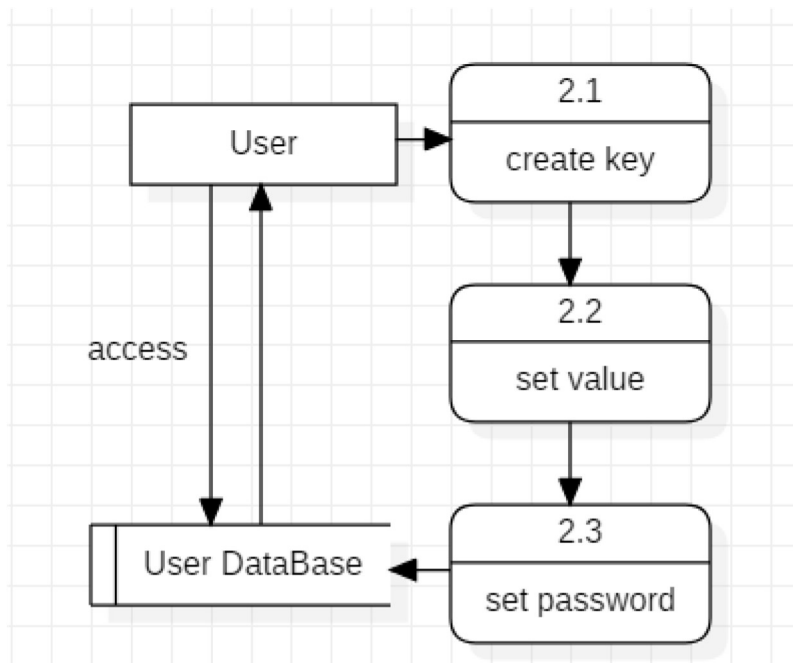 2.1
User
create key
2.2
access
set value
2.3
User DataBase
set password